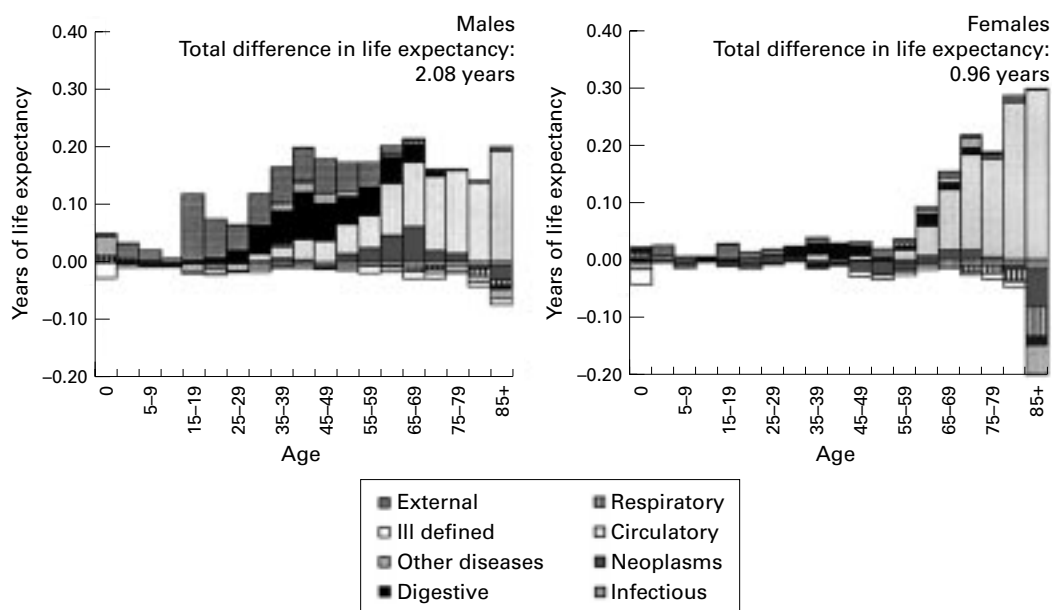 Males
Total difference in life expectancy:
2.08 years
0.40
0.30
0.20
0.10
0.00
–0.10
–0.20
Years of life expectancy
0
5–9
15–19
25–29
35–39
45–49
55–59
65–69
75–79
85+
Age
Females
Total difference in life expectancy:
0.96 years
0.40
0.30
0.20
0.10
0.00
–0.10
–0.20
Years of life expectancy
0
5–9
15–19
25–29
35–39
45–49
55–59
65–69
75–79
85+
Age
External
Ill defined
Other diseases
Digestive
Respiratory
Circulatory
Neoplasms
Infectious